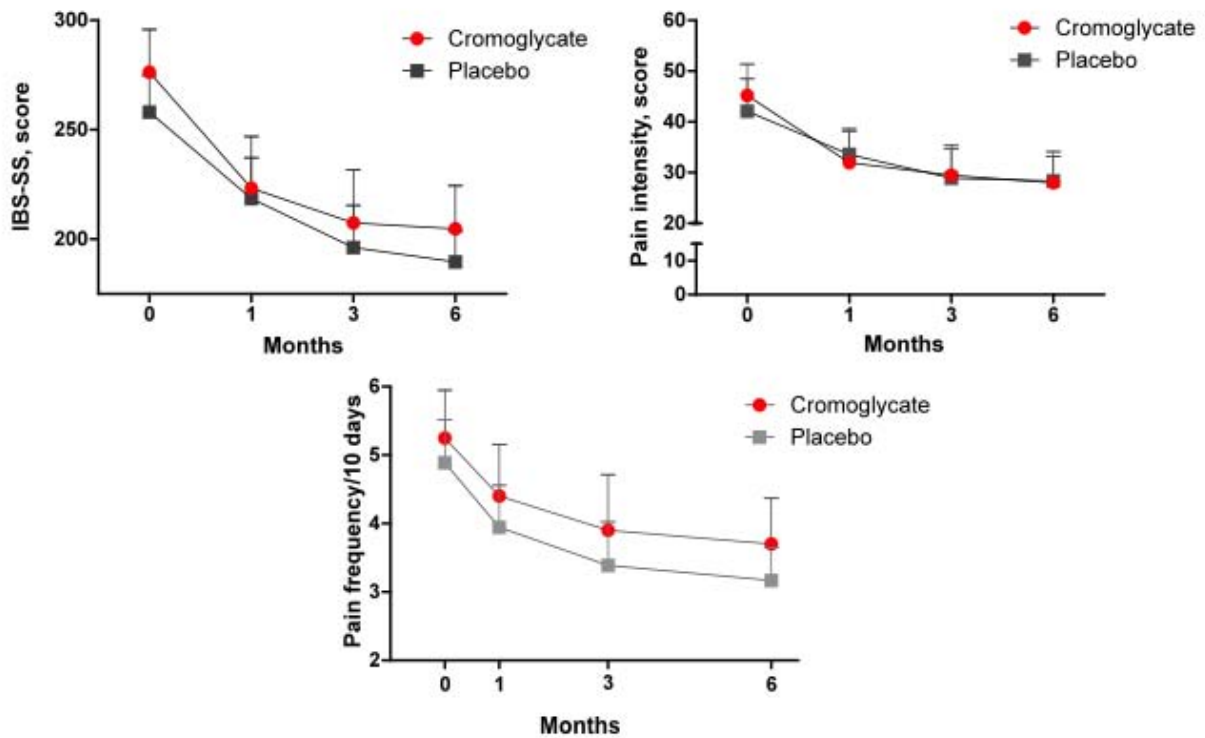 300
250
200
IBS-SS, score
Cromoglycate
Placebo
0 1 3 6
Months
60
50
40
30
20
10
0
Pain intensity, score
Cromoglycate
Placebo
0 1 3 6
Months
6
5
4
3
2
Pain frequency/10 days
Cromoglycate
Placebo
0 1 3 6
Months